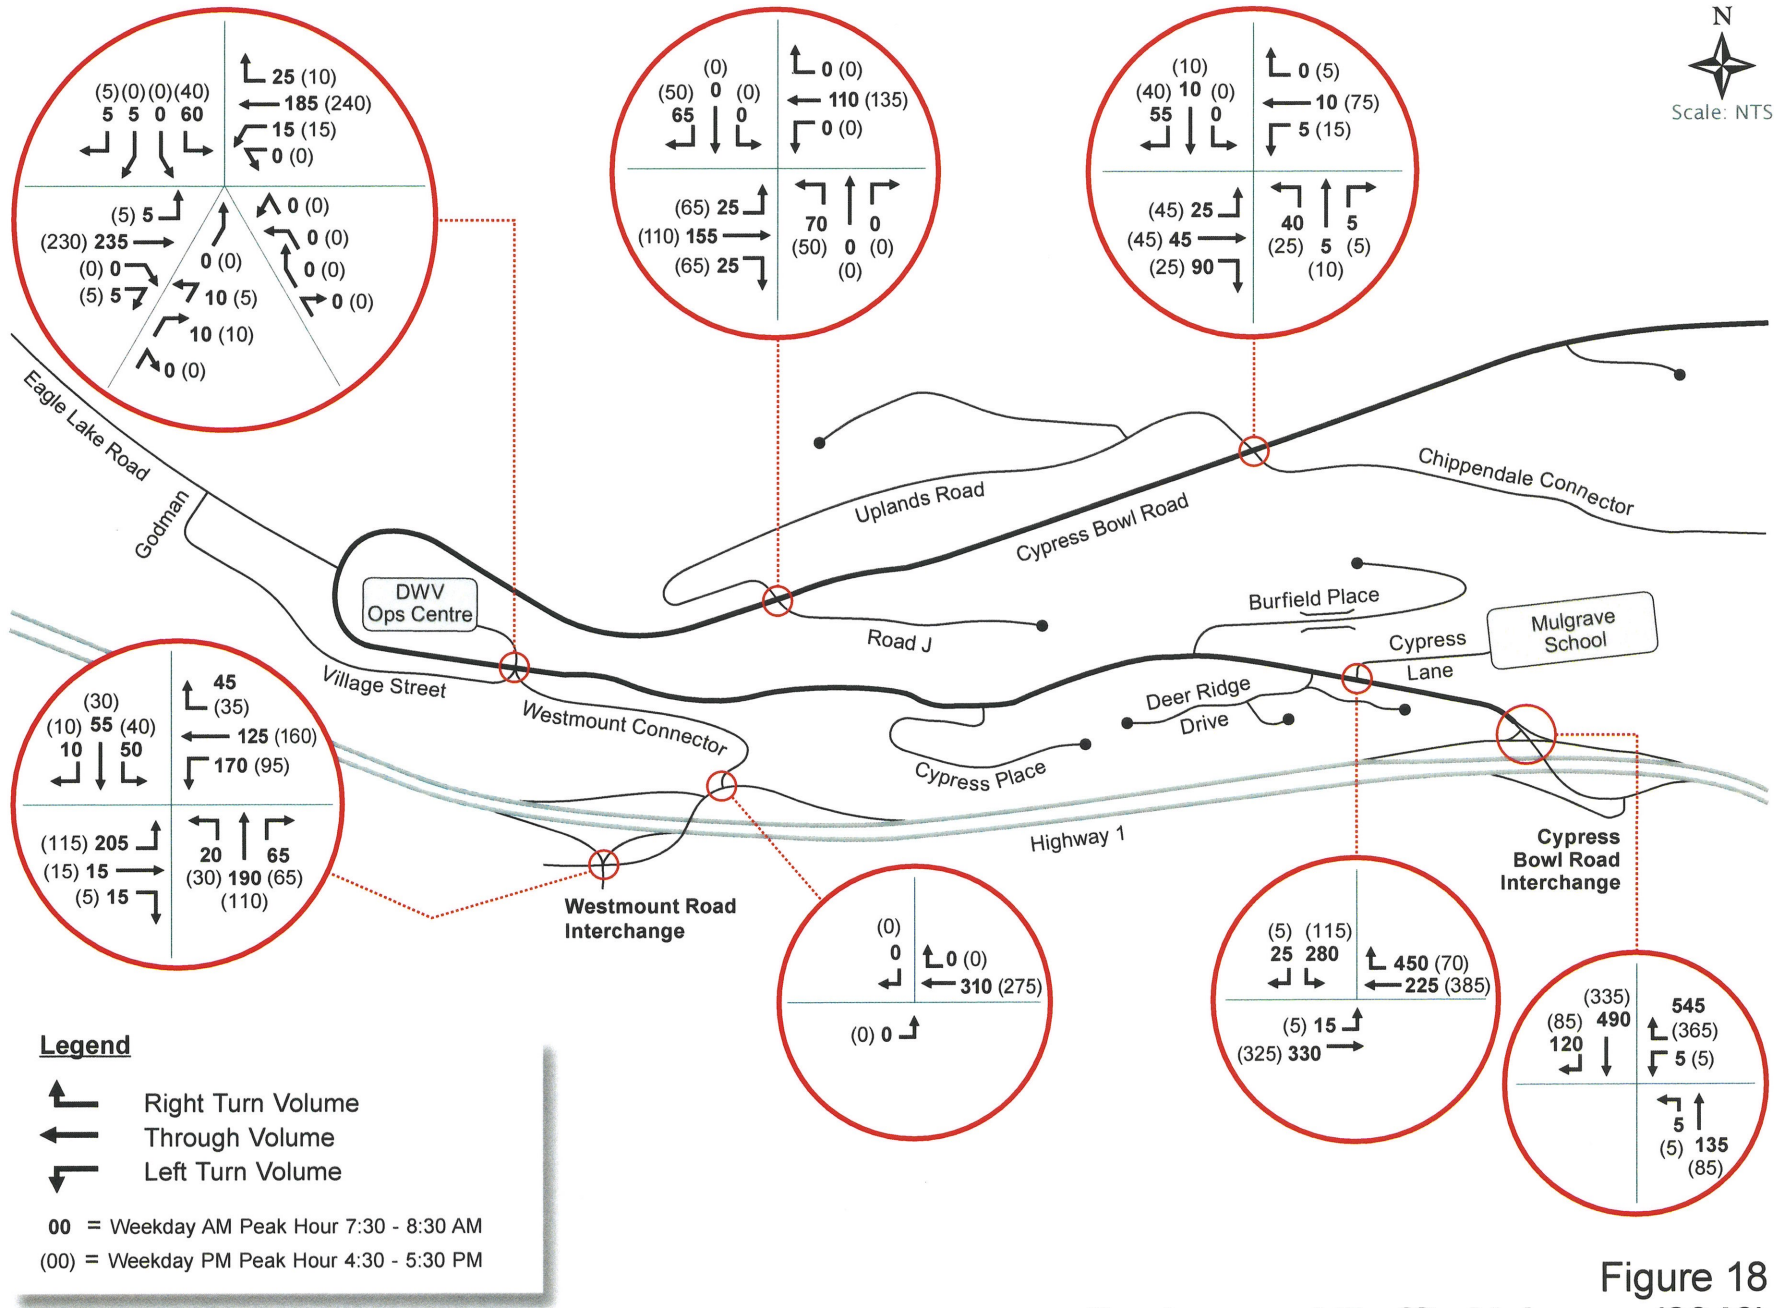 N
Scale: NTS
25 (10)
185 (240)
15 (15)
0 (0)
(5)(0)(0)(40)
5 5 0 60
(5) 5
(230) 235
(0) 0
(5) 5
0 (0)
0 (0)
0 (0)
0 (0)
0 (0)
10 (5)
10 (10)
0 (0)
(0)
(50) 0 (0)
65 0
0 (0)
110 (135)
0 (0)
(65) 25
(110) 155
(65) 25
70 0
(50) 0 (0)
(0)
(10)
(40) 10 (0)
55 0
0 (5)
10 (75)
5 (15)
(45) 25
(45) 45
(25) 90
40 5
(25) 5 (5)
(10)
Eagle Lake Road
Godman
DWV
Ops Centre
Village Street
Westmount Connector
Uplands Road
Cypress Bowl Road
Chippendale Connector
Road J
Burfield Place
Cypress
Lane
Mulgrave
School
Deer Ridge
Drive
Cypress Place
Highway 1
Westmount Road
Interchange
Cypress
Bowl Road
Interchange
(30)
(10) 55 (40)
10 50
45
(35)
125 (160)
170 (95)
(115) 205
(15) 15
(5) 15
20 65
(30) 190 (65)
(110)
(0)
0
0 (0)
310 (275)
(0) 0
(5) (115)
25 280
450 (70)
225 (385)
(5) 15
(325) 330
(335)
(85) 490
120
545
(365)
5 (5)
5
(5) 135
(85)
Legend
Right Turn Volume
Through Volume
Left Turn Volume
00 = Weekday AM Peak Hour 7:30 - 8:30 AM
(00) = Weekday PM Peak Hour 4:30 - 5:30 PM
Figure 18